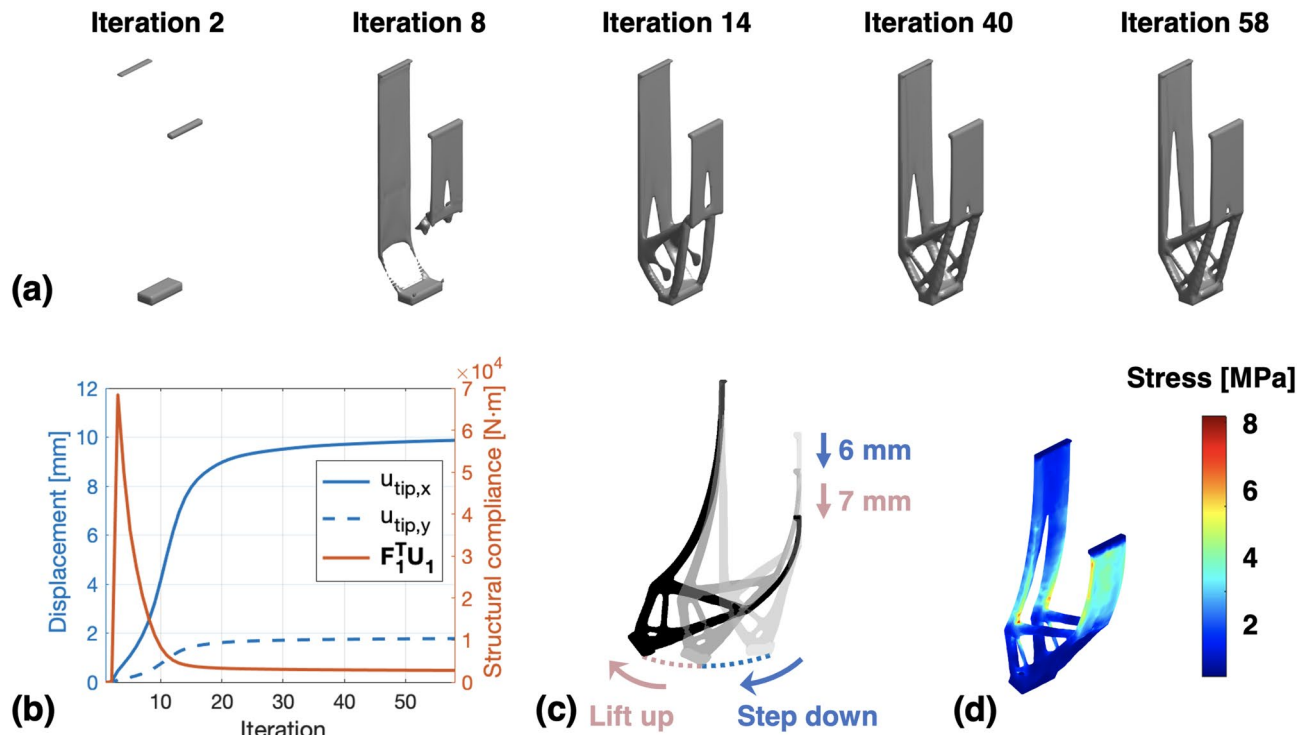 Iteration 2
Iteration 8
Iteration 14
Iteration 40
Iteration 58
(a)
×10⁴
12
10
8
6
4
2
0
Displacement [mm]
7
6
5
4
3
2
1
0
Structural compliance [N·m]
u_tip,x
u_tip,y
F₁ᵀU₁
10
20
30
40
50
Iteration
(b)
6 mm
7 mm
Lift up
Step down
(c)
Stress [MPa]
8
6
4
2
(d)